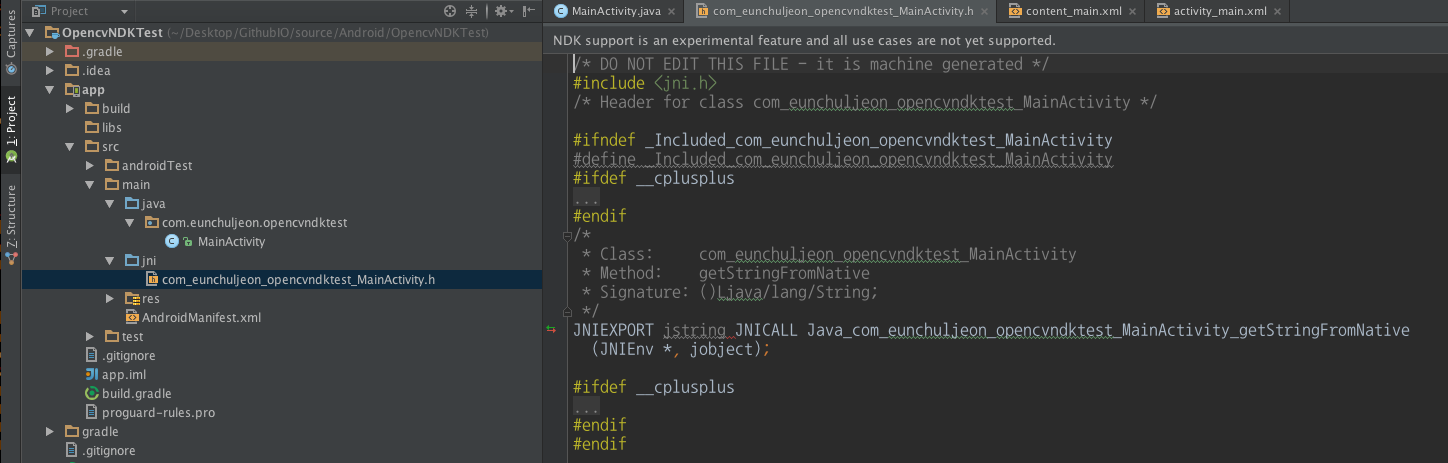 Captures
1: Project
Z: Structure
Project
OpencvNDKTest (~/Desktop/GithubIO/source/Android/OpencvNDKTest)
.gradle
.idea
app
build
libs
src
androidTest
main
java
com.eunchuljeon.opencvndktest
MainActivity
jni
com_eunchuljeon_opencvndktest_MainActivity.h
res
AndroidManifest.xml
test
.gitignore
app.iml
build.gradle
proguard-rules.pro
gradle
.gitignore
MainActivity.java
com_eunchuljeon_opencvndktest_MainActivity.h
content_main.xml
activity_main.xml
NDK support is an experimental feature and all use cases are not yet supported.
/* DO NOT EDIT THIS FILE - it is machine generated */
#include <jni.h>
/* Header for class com_eunchuljeon_opencvndktest_MainActivity */
#ifndef _Included_com_eunchuljeon_opencvndktest_MainActivity
#define _Included_com_eunchuljeon_opencvndktest_MainActivity
#ifdef __cplusplus
...
#endif
/*
* Class: com_eunchuljeon_opencvndktest_MainActivity
* Method: getStringFromNative
* Signature: ()Ljava/lang/String;
*/
JNIEXPORT jstring JNICALL Java_com_eunchuljeon_opencvndktest_MainActivity_getStringFromNative
(JNIEnv *, jobject);
#ifdef __cplusplus
...
#endif
#endif